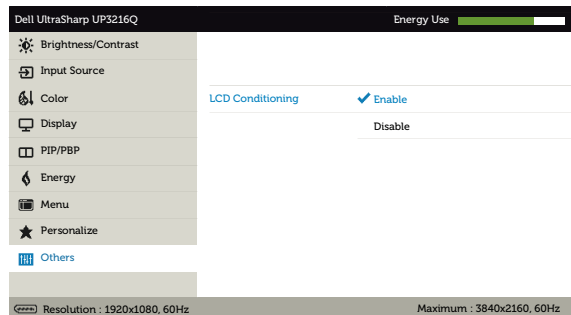 Dell UltraSharp UP3216Q Energy Use
Brightness/Contrast
Input Source
Color LCD Conditioning Enable
Display Disable
PIP/PBP
Energy
Menu
Personalize
Others
Resolution : 1920x1080, 60Hz Maximum : 3840x2160, 60Hz